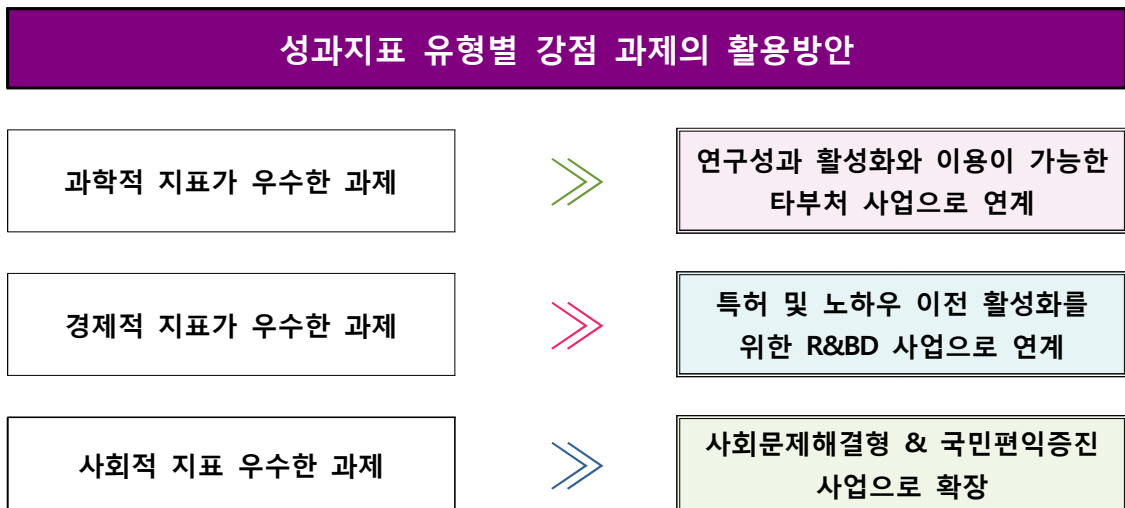 성과지표 유형별 강점 과제의 활용방안
과학적 지표가 우수한 과제
연구성과 활성화와 이용이 가능한
타부처 사업으로 연계
경제적 지표가 우수한 과제
특허 및 노하우 이전 활성화를
위한 R&BD 사업으로 연계
사회적 지표 우수한 과제
사회문제해결형 & 국민편익증진
사업으로 확장